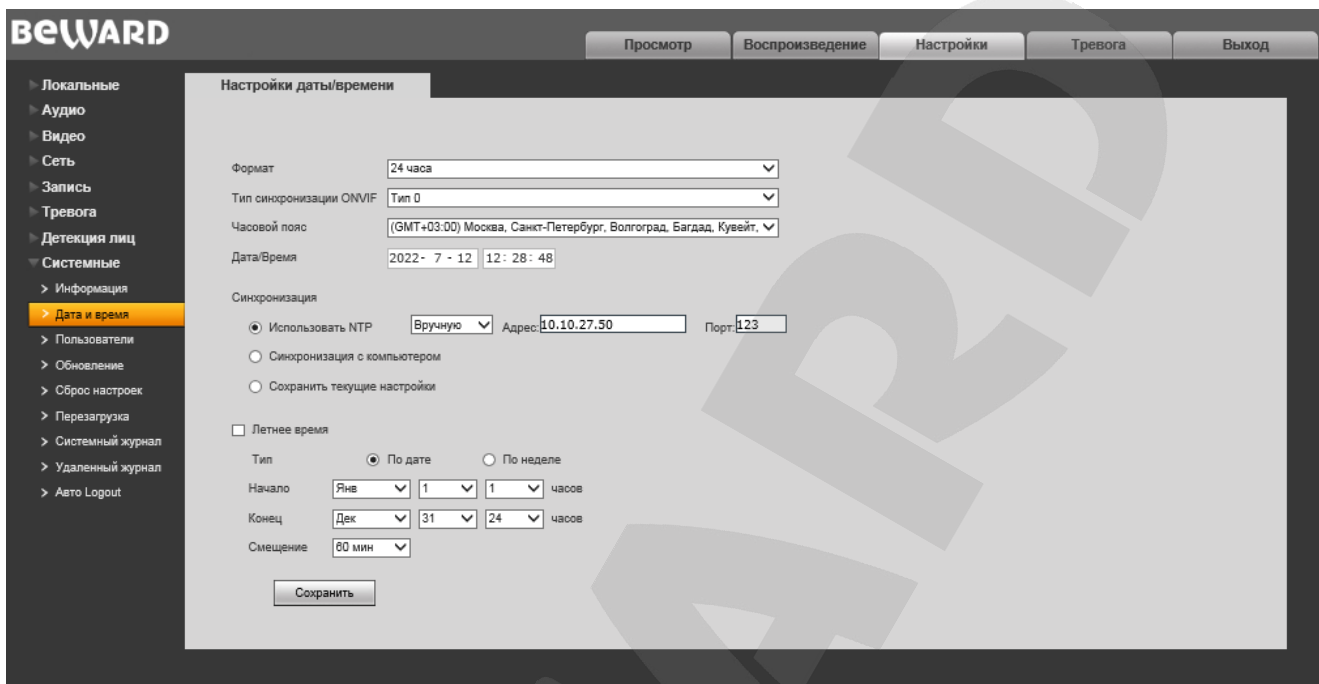 BEWARD
Просмотр Воспроизведение Настройки Тревога Выход
Локальные
Аудио
Видео
Сеть
Запись
Тревога
Детекция лиц
Системные
Информация
Дата и время
Пользователи
Обновление
Сброс настроек
Перезагрузка
Системный журнал
Удаленный журнал
Авто Logout
Настройки даты/времени
Формат 24 часа
Тип синхронизации ONVIF Тип 0
Часовой пояс (GMT+03:00) Москва, Санкт-Петербург, Волгоград, Багдад, Кувейт,
Дата/Время 2022- 7 - 12 12: 28: 48
Синхронизация
Использовать NTP Вручную Адрес: 10.10.27.50 Порт: 123
Синхронизация с компьютером
Сохранить текущие настройки
Летнее время
Тип По дате По неделе
Начало Янв 1 1 часов
Конец Дек 31 24 часов
Смещение 60 мин
Сохранить